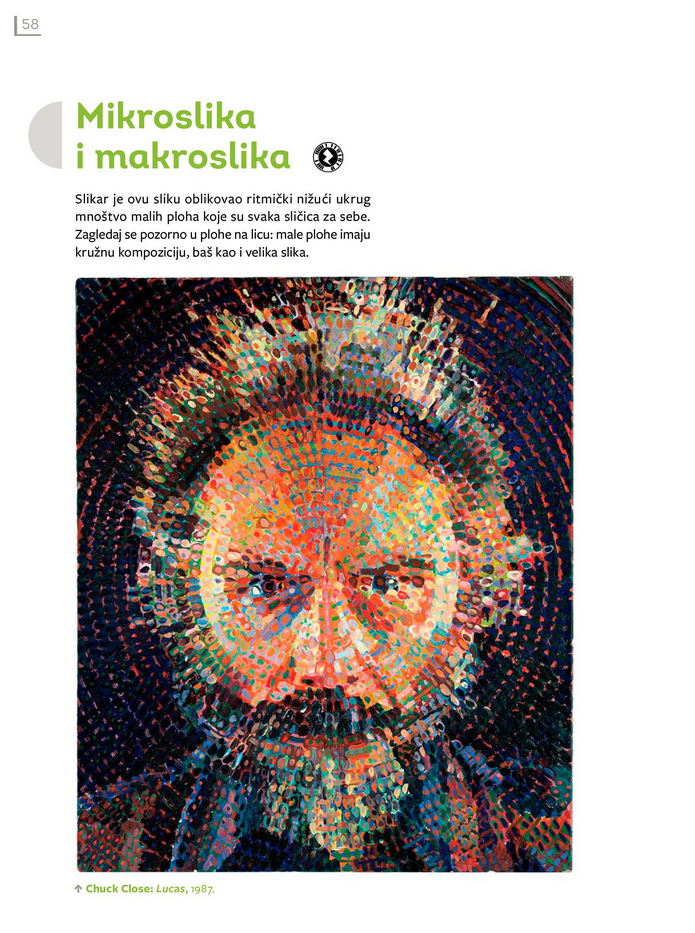 58
Mikroslika
i makroslika
Slikar je ovu sliku oblikovao ritmički nižući ukrug
mnoštvo malih ploha koje su svaka sličica za sebe.
Zagledaj se pozorno u plohe na licu: male plohe imaju
kružnu kompoziciju, baš kao i velika slika.
↑ Chuck Close: Lucas, 1987.